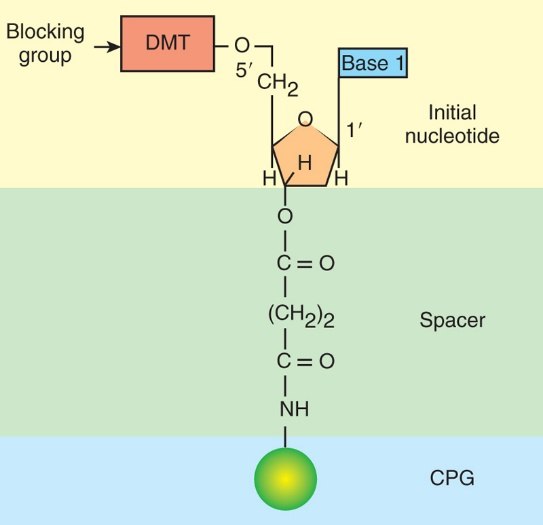 Blocking
group
DMT
O
5′
CH₂
Base 1
O
1′
H
H
H
Initial
nucleotide
O
C = O
(CH₂)₂
Spacer
C = O
NH
CPG